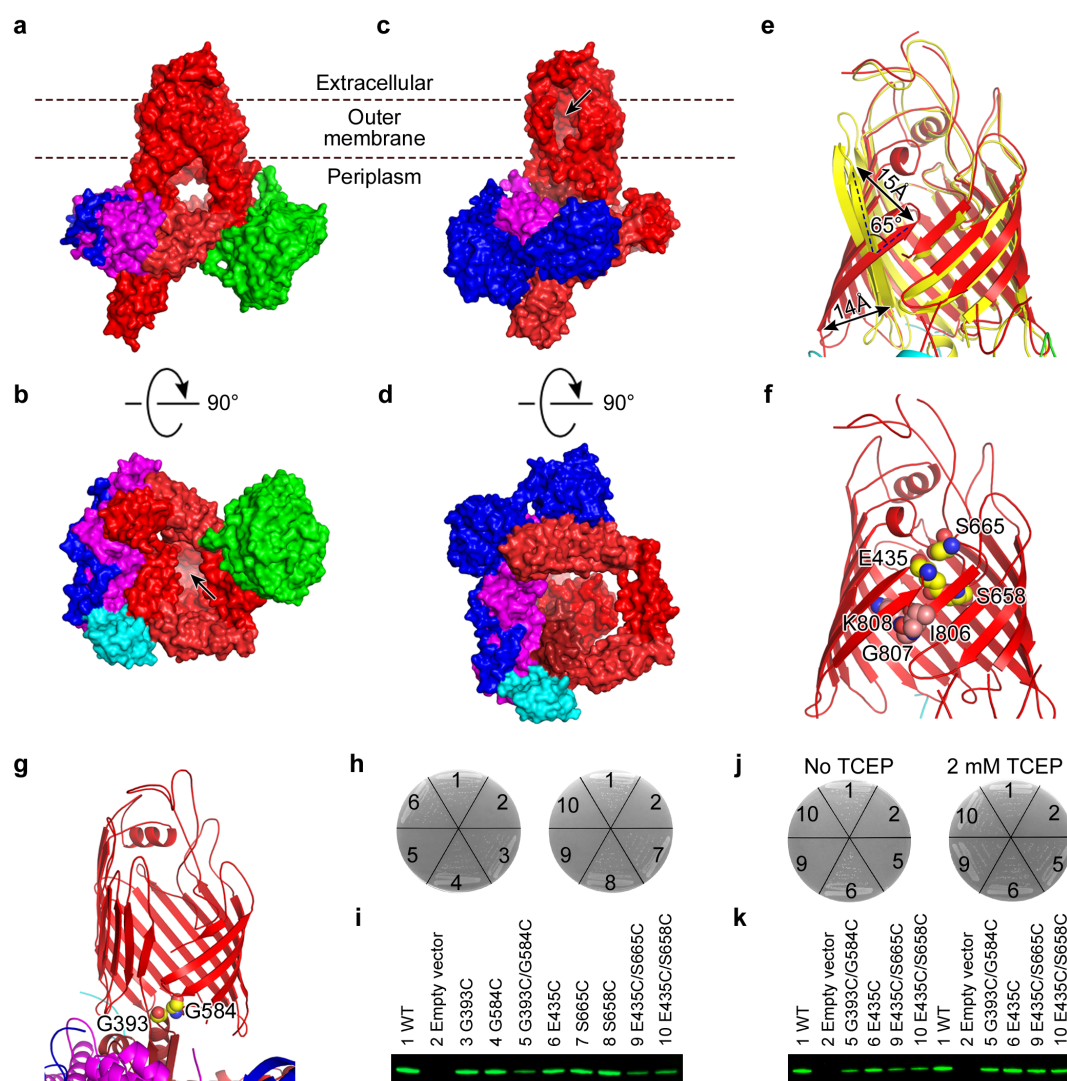 a
c
e
Extracellular
Outer
membrane
Periplasm
15Å
65°
14Å
b
90°
d
90°
f
S665
E435
S658
K808
I806
G807
g
G393
G584
h
1
2
3
4
5
6
1
2
7
8
9
10
j
No TCEP
2 mM TCEP
1
2
5
6
9
10
1
2
5
6
9
10
i
1 WT
2 Empty vector
3 G393C
4 G584C
5 G393C/G584C
6 E435C
7 S665C
8 S658C
9 E435C/S665C
10 E435C/S658C
k
1 WT
2 Empty vector
5 G393C/G584C
6 E435C
9 E435C/S665C
10 E435C/S658C
1 WT
2 Empty vector
5 G393C/G584C
6 E435C
9 E435C/S665C
10 E435C/S658C